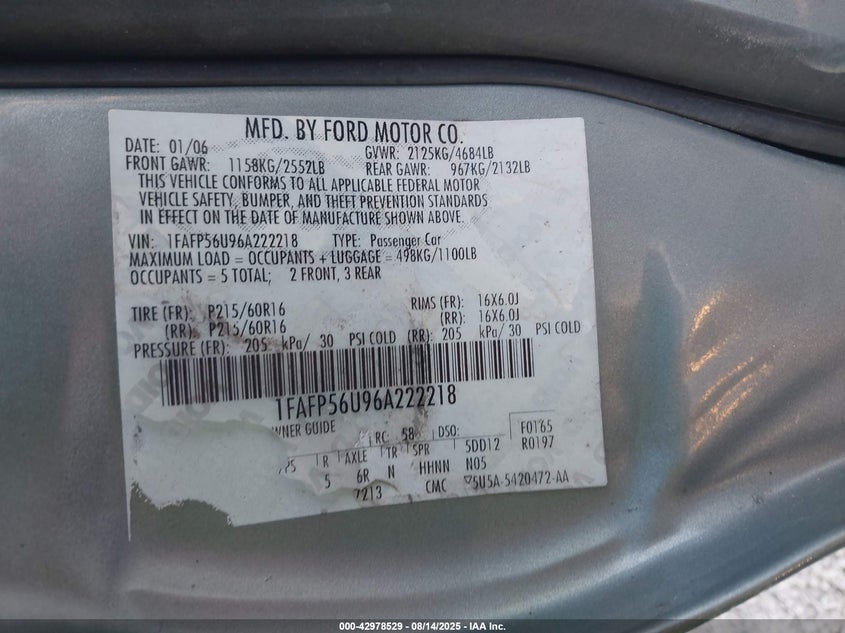 MFD. BY FORD MOTOR CO.
DATE: 01/06 GVWR: 2125KG/4684LB
FRONT GAWR: 1158KG/2552LB REAR GAWR: 967KG/2132LB
THIS VEHICLE CONFORMS TO ALL APPLICABLE FEDERAL MOTOR
VEHICLE SAFETY, BUMPER, AND THEFT PREVENTION STANDARDS
IN EFFECT ON THE DATE OF MANUFACTURE SHOWN ABOVE.
VIN: 1FAFP56U96A222218 TYPE: Passenger Car
MAXIMUM LOAD = OCCUPANTS + LUGGAGE = 498KG/1100LB
OCCUPANTS = 5 TOTAL; 2 FRONT, 3 REAR
TIRE (FR): P215/60R16 RIMS (FR): 16X6.0J
(RR): P215/60R16 (RR): 16X6.0J
PRESSURE (FR): 205 kPa/ 30 PSI COLD (RR): 205 kPa/ 30 PSI COLD
1FAFP56U96A222218
WNER GUIDE F0165
RC: 58 DSO: R0197
R AXLE TR SPR 5DD12
5 6R N HHNN N05
7213 CMC 5U5A-5420472-AA
000-42978529 - 08/14/2025 - IAA Inc.